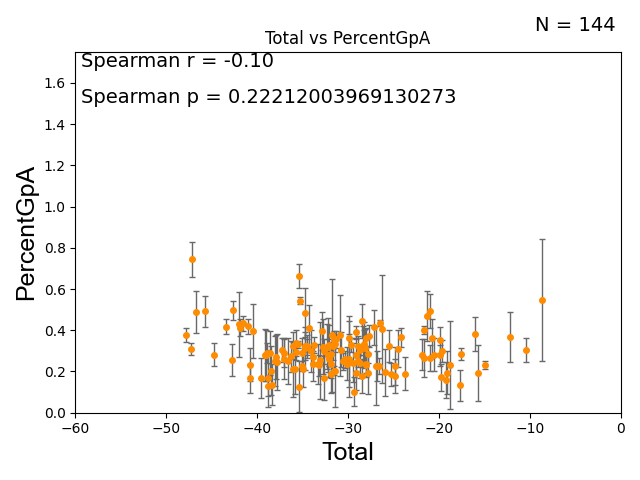 N = 144
Total vs PercentGpA
Spearman r = -0.10
Spearman p = 0.22212003969130273
1.6
1.4
1.2
1.0
0.8
0.6
0.4
0.2
0.0
PercentGpA
−60
−50
−40
−30
−20
−10
0
Total